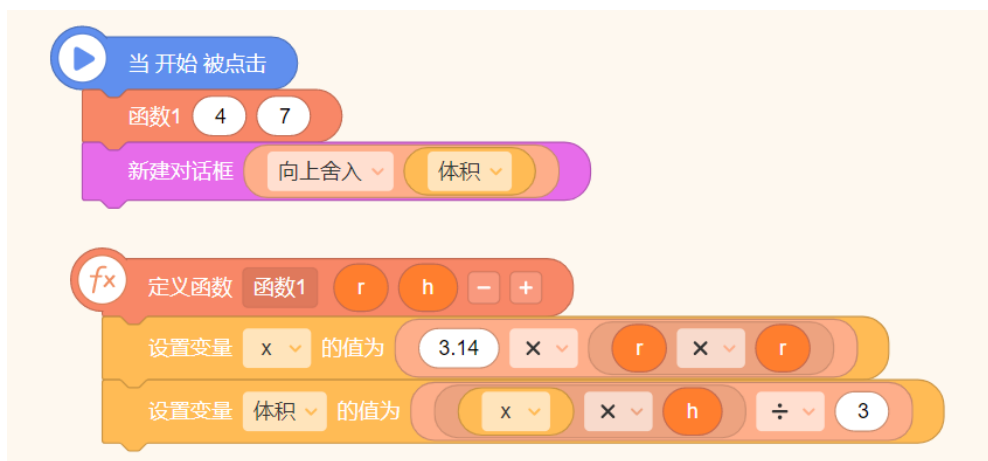 当 开始 被点击
函数1 4 7
新建对话框 向上舍入 体积
fx 定义函数 函数1 r h - +
设置变量 x 的值为 3.14 × r × r
设置变量 体积 的值为 x × h ÷ 3